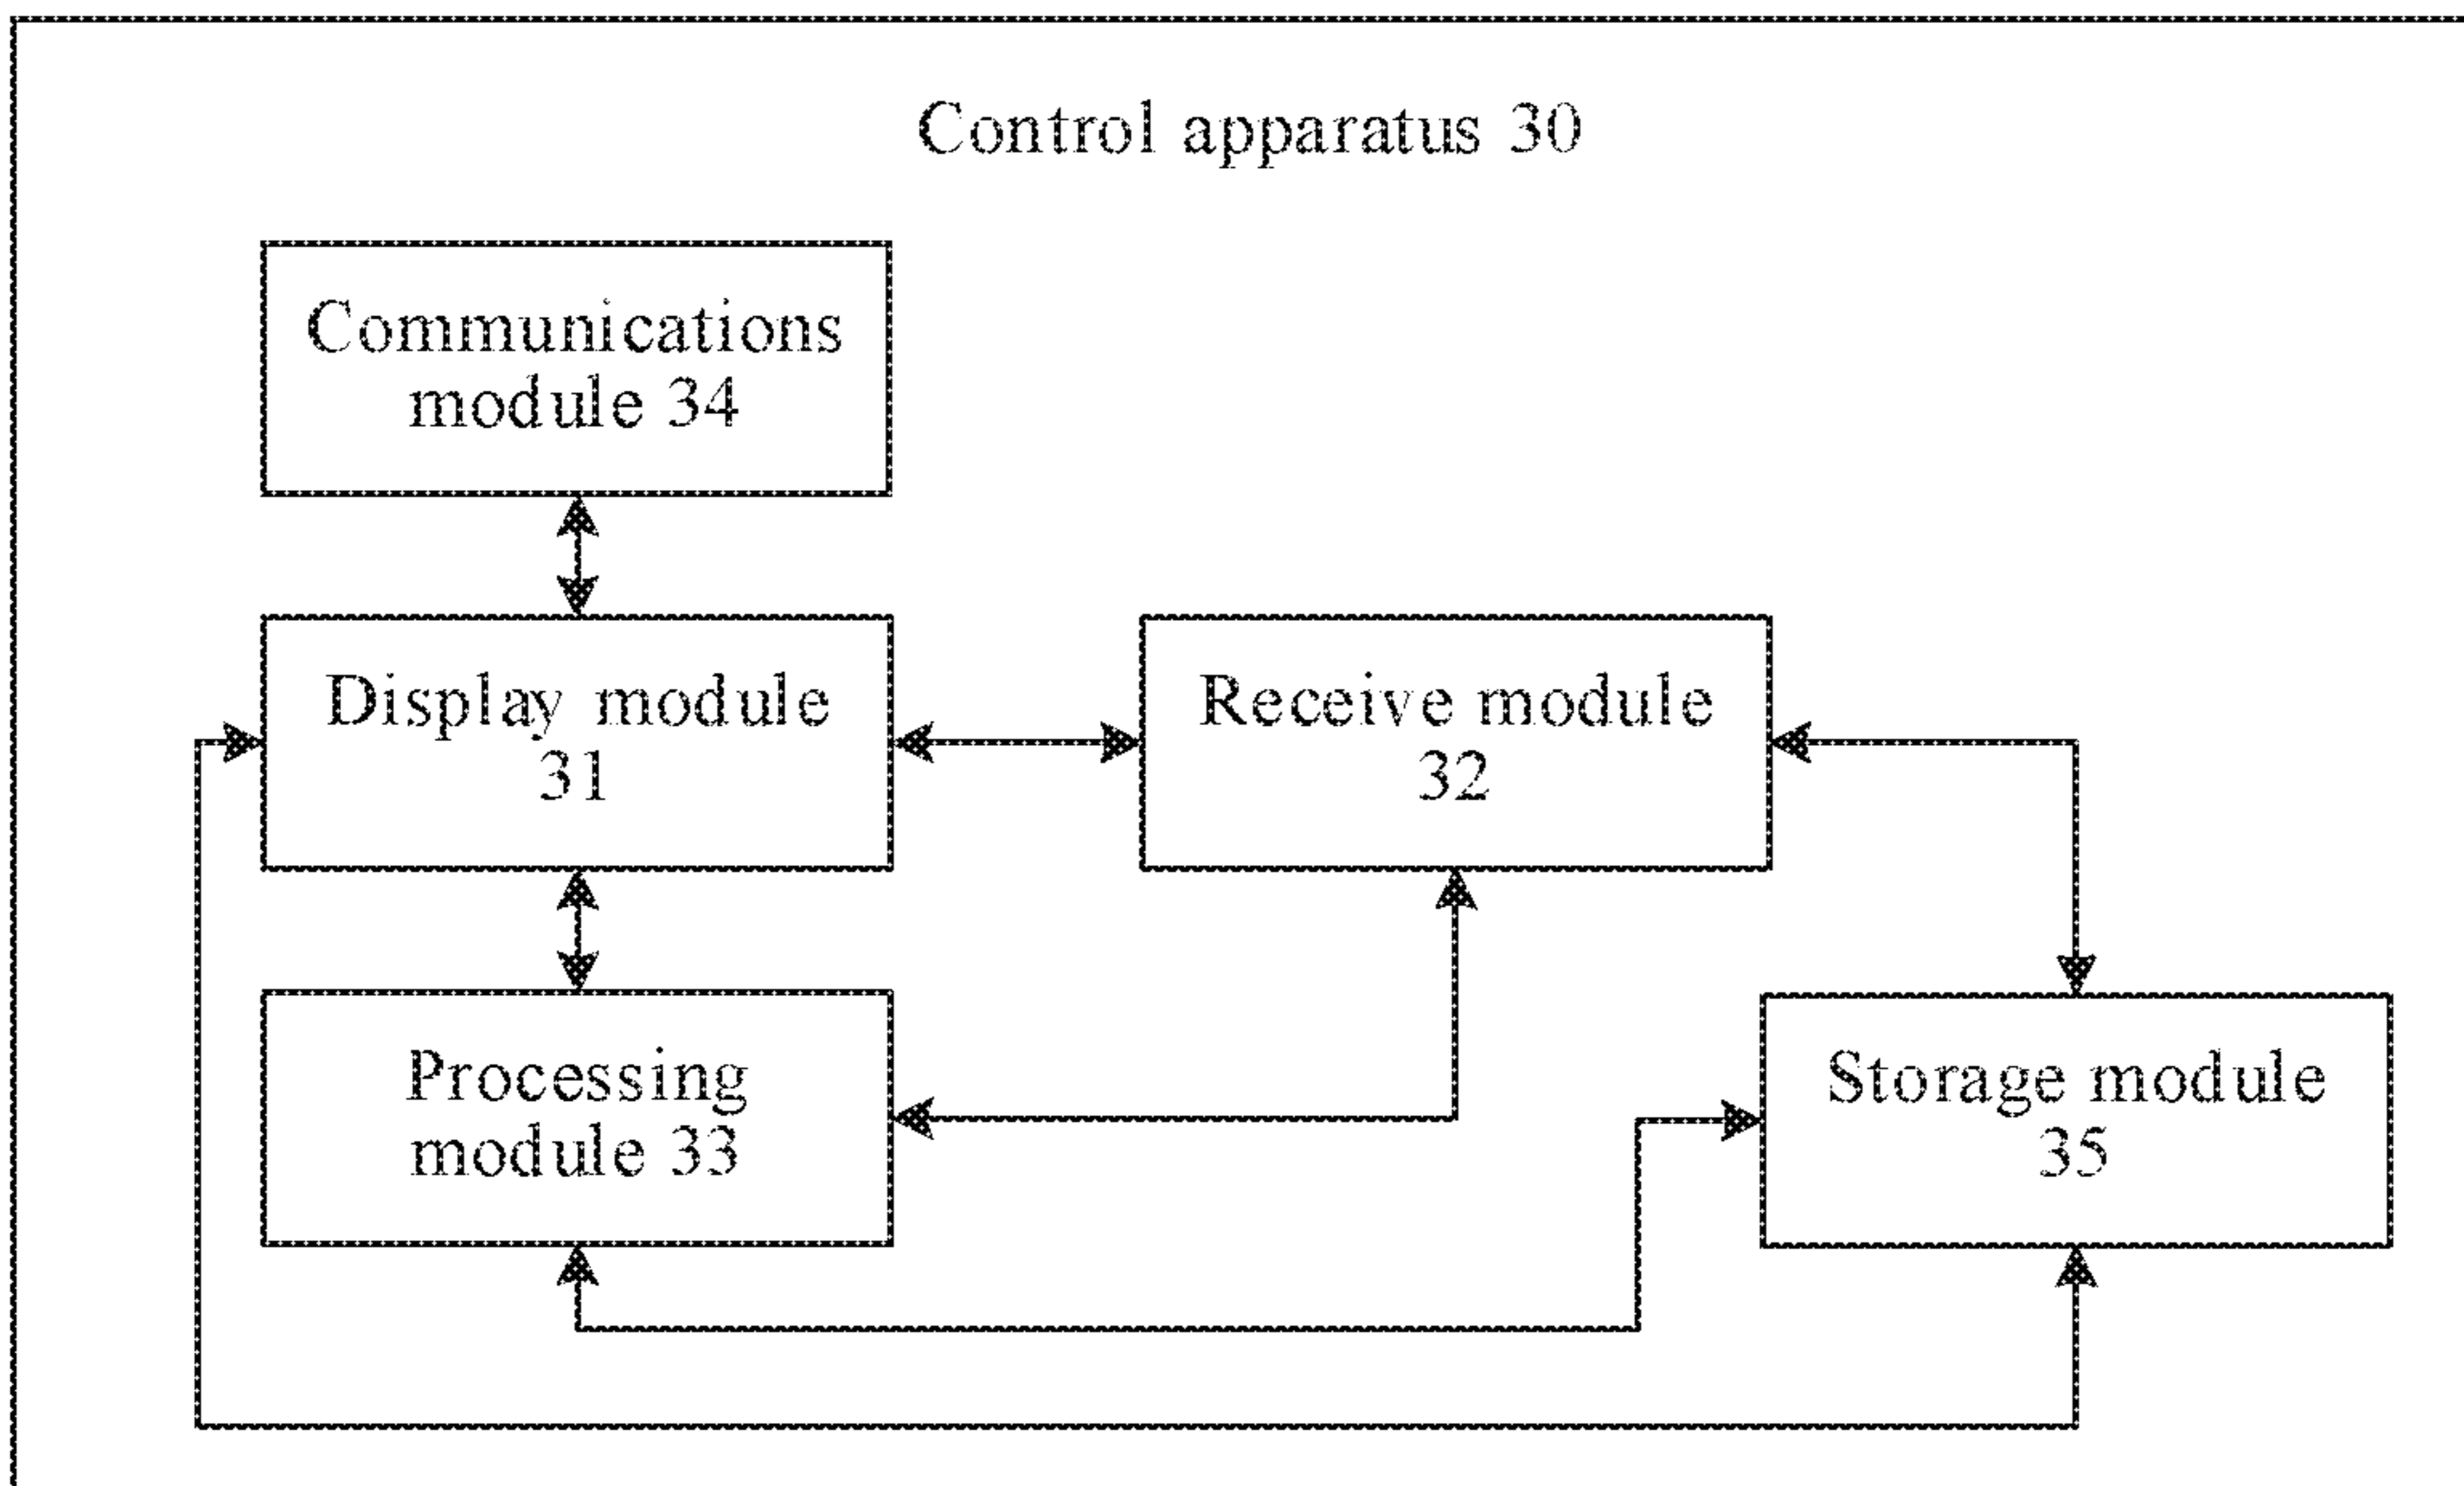 Control apparatus 30
Communications
module 34
Display module
31
Receive module
32
Processing
module 33
Storage module
35